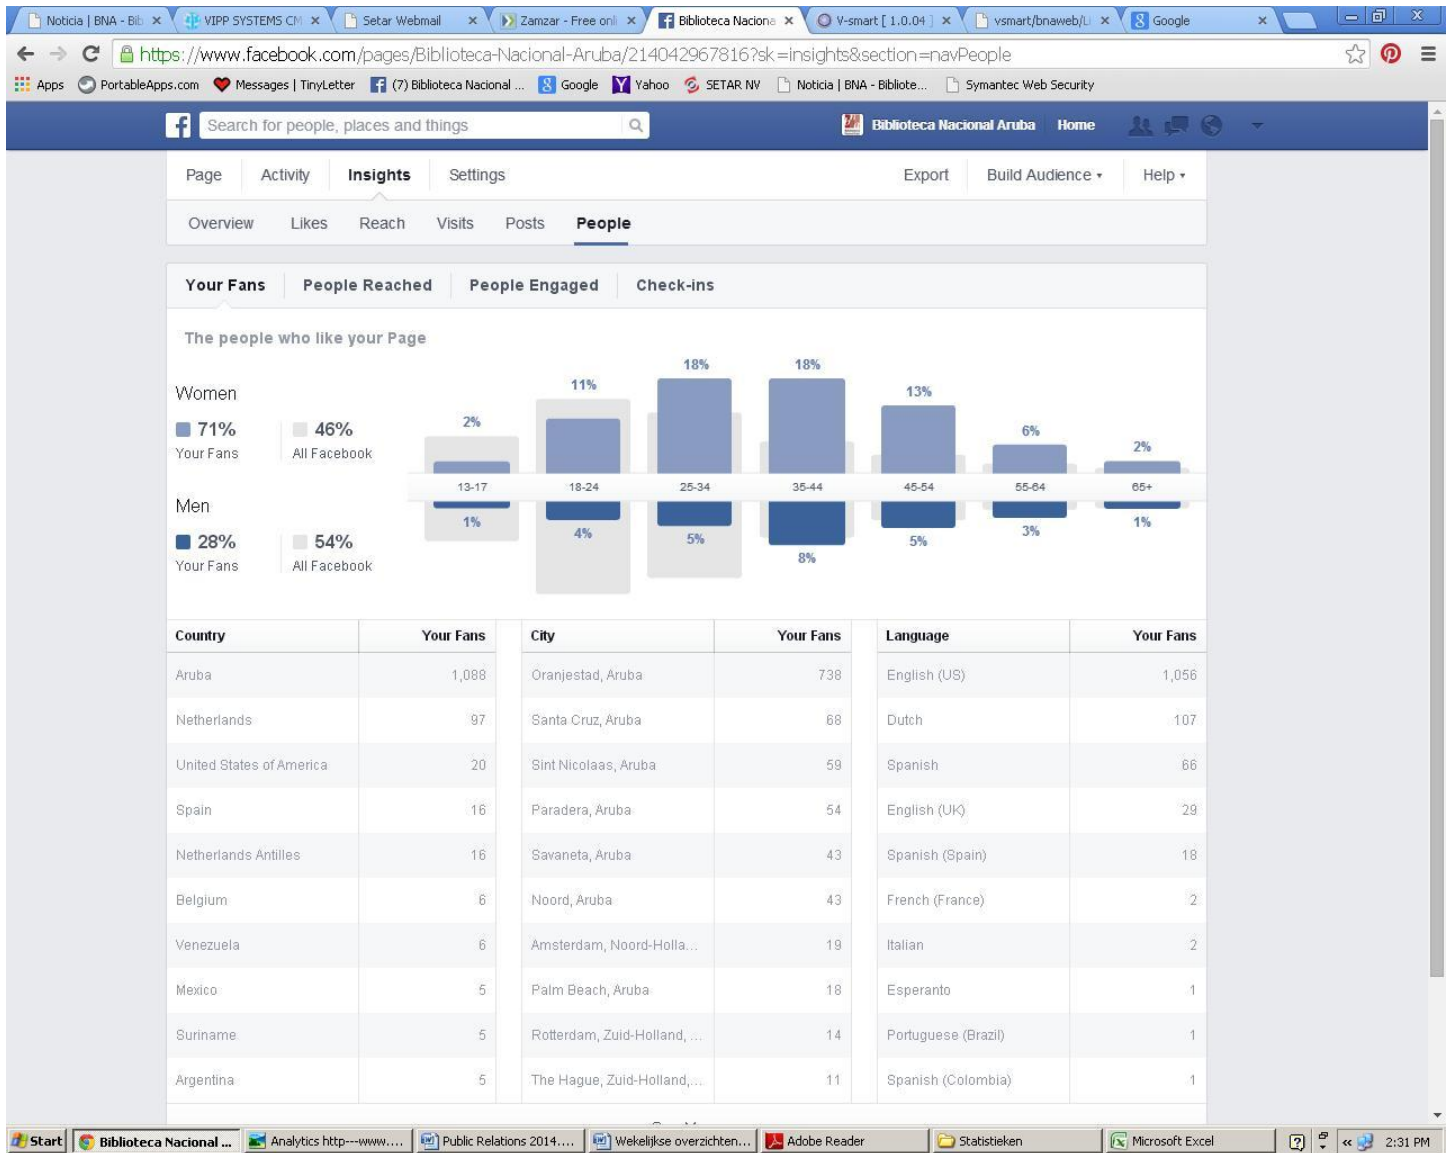 Noticia | BNA - Bib
VIPP SYSTEMS CM
Setar Webmail
Zamzar - Free onli
Biblioteca Naciona
V-smart [ 1.0.04 ]
vsmart/bnaweb/Li
Google
https://www.facebook.com/pages/Biblioteca-Nacional-Aruba/214042967816?sk=insights&section=navPeople
Apps PortableApps.com Messages | TinyLetter (7) Biblioteca Nacional ... Google Yahoo SETAR NV Noticia | BNA - Bibliote... Symantec Web Security
Search for people, places and things Biblioteca Nacional Aruba Home
Page Activity Insights Settings Export Build Audience Help
Overview Likes Reach Visits Posts People
Your Fans People Reached People Engaged Check-ins
The people who like your Page
Women
71% 46%
Your Fans All Facebook
2% 11% 18% 18% 13% 6% 2%
13-17 18-24 25-34 35-44 45-54 55-64 65+
1% 4% 5% 8% 5% 3% 1%
Men
28% 54%
Your Fans All Facebook
Country Your Fans City Your Fans Language Your Fans
Aruba 1,088 Oranjestad, Aruba 738 English (US) 1,056
Netherlands 97 Santa Cruz, Aruba 68 Dutch 107
United States of America 20 Sint Nicolaas, Aruba 59 Spanish 66
Spain 16 Paradera, Aruba 54 English (UK) 29
Netherlands Antilles 16 Savaneta, Aruba 43 Spanish (Spain) 18
Belgium 6 Noord, Aruba 43 French (France) 2
Venezuela 6 Amsterdam, Noord-Holla... 19 Italian 2
Mexico 5 Palm Beach, Aruba 18 Esperanto 1
Suriname 5 Rotterdam, Zuid-Holland, ... 14 Portuguese (Brazil) 1
Argentina 5 The Hague, Zuid-Holland,... 11 Spanish (Colombia) 1
Start Biblioteca Nacional ... Analytics http---www.... Public Relations 2014.... Wekelijkse overzichten... Adobe Reader Statistieken Microsoft Excel 2:31 PM